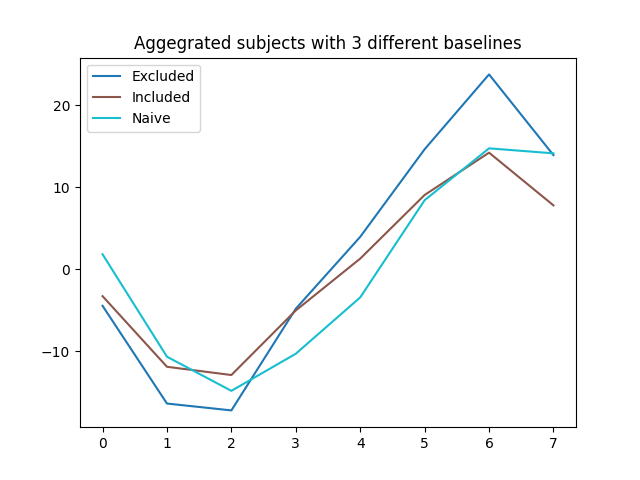 Aggegrated subjects with 3 different baselines
Excluded
Included
Naive
20
10
0
−10
0 1 2 3 4 5 6 7